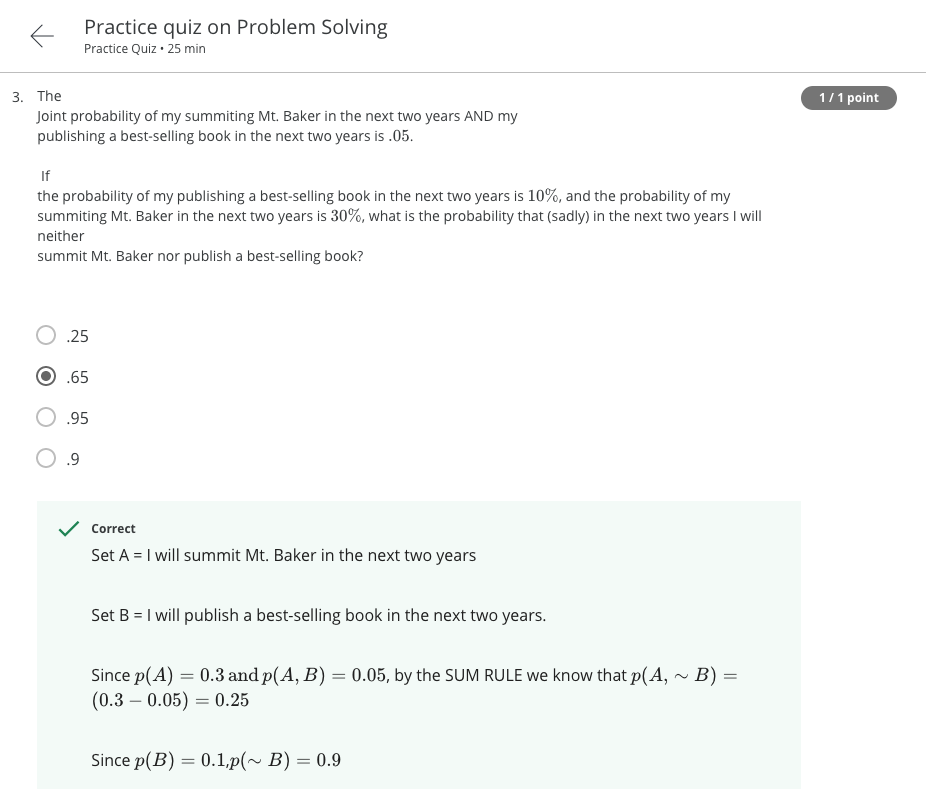 Practice quiz on Problem Solving
Practice Quiz • 25 min
3. The
1 / 1 point
Joint probability of my summiting Mt. Baker in the next two years AND my
publishing a best-selling book in the next two years is .05.
If
the probability of my publishing a best-selling book in the next two years is 10%, and the probability of my
summiting Mt. Baker in the next two years is 30%, what is the probability that (sadly) in the next two years I will
neither
summit Mt. Baker nor publish a best-selling book?
.25
.65
.95
.9
Correct
Set A = I will summit Mt. Baker in the next two years
Set B = I will publish a best-selling book in the next two years.
Since p(A) = 0.3 and p(A, B) = 0.05, by the SUM RULE we know that p(A, ∼ B) =
(0.3 − 0.05) = 0.25
Since p(B) = 0.1,p(∼ B) = 0.9